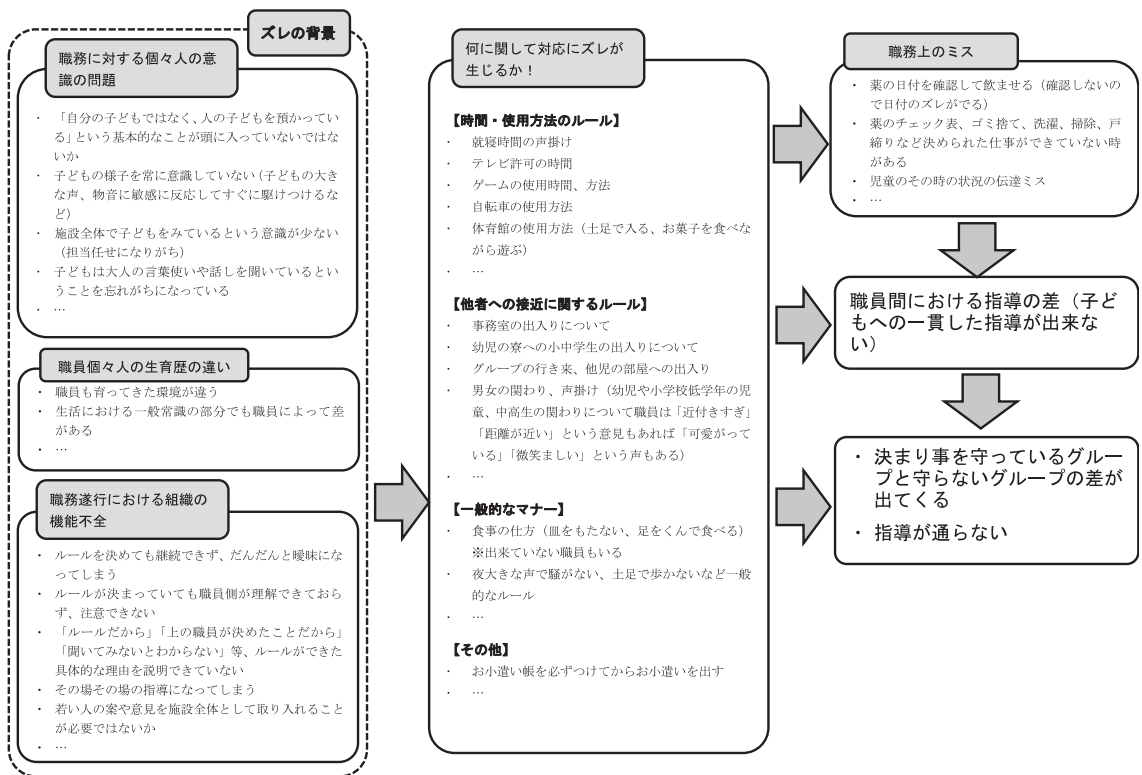 ズレの背景
職務に対する個々人の意
識の問題
・ 「自分の子どもではなく、人の子どもを預かってい
る」という基本的なことが頭に入っていないではな
いか
・ 子どもの様子を常に意識していない（子どもの大き
な声、物音に敏感に反応してすぐに駆けつけるな
ど）
・ 施設全体で子どもをみているという意識が少ない
（担当任せになりがち）
・ 子どもは大人の言葉使いや話しを聞いているとい
うことを忘れがちになっている
・ …
職員個々人の生育歴の違い
・ 職員も育ってきた環境が違う
・ 生活における一般常識の部分でも職員によって差
がある
・ …
職務遂行における組織の
機能不全
・ ルールを決めても継続できず、だんだんと曖昧にな
ってしまう
・ ルールが決まっていても職員側が理解できておら
ず、注意できない
・ 「ルールだから」「上の職員が決めたことだから」
「聞いてみないとわからない」等、ルールができた
具体的な理由を説明できていない
・ その場その場の指導になってしまう
・ 若い人の案や意見を施設全体として取り入れること
が必要ではないか
・ …
何に関して対応にズレが
生じるか！
【時間・使用方法のルール】
・ 就寝時間の声掛け
・ テレビ許可の時間
・ ゲームの使用時間、方法
・ 自転車の使用方法
・ 体育館の使用方法（土足で入る、お菓子を食べな
がら遊ぶ）
・ …
【他者への接近に関するルール】
・ 事務室の出入りについて
・ 幼児の寮への小中学生の出入りについて
・ グループの行き来、他児の部屋への出入り
・ 男女の関わり、声掛け（幼児や小学校低学年の児
童、中高生の関わりについて職員は「近付きすぎ」
「距離が近い」という意見もあれば「可愛がって
いる」「微笑ましい」という声もある）
・ …
【一般的なマナー】
・ 食事の仕方（皿をもたない、足をくんで食べる）
※出来ていない職員もいる
・ 夜大きな声で騒がない、土足で歩かないなど一般
的なルール
・ …
【その他】
・ お小遣い帳を必ずつけてからお小遣いを出す
・ …
職務上のミス
・ 薬の日付を確認して飲ませる（確認しないの
で日付のズレがでる）
・ 薬のチェック表、ゴミ捨て、洗濯、掃除、戸
締りなど決められた仕事ができていない時
がある
・ 児童のその時の状況の伝達ミス
・ …
職員間における指導の差（子ど
もへの一貫した指導が出来な
い）
・ 決まり事を守っているグルー
プと守らないグループの差が
出てくる
・ 指導が通らない